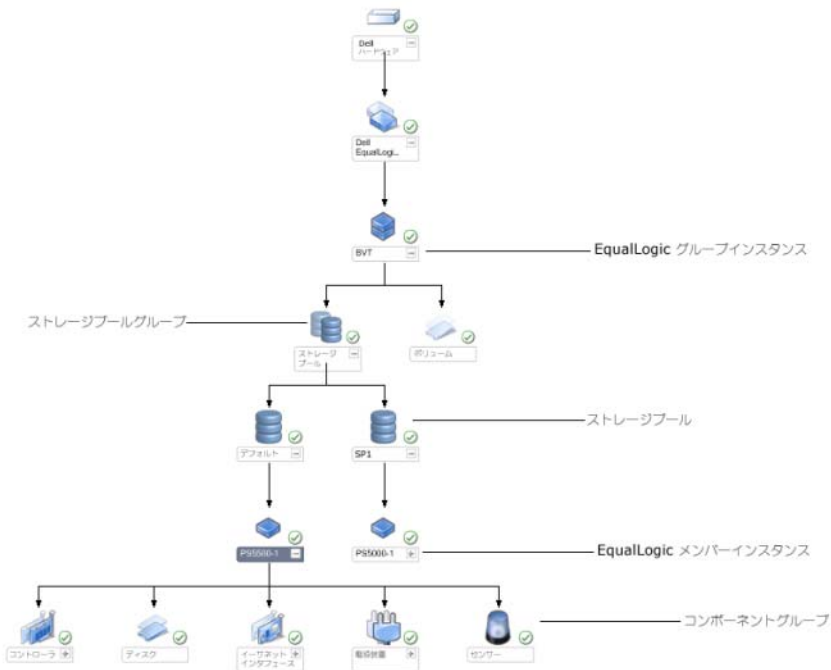 Dell
ハードウェア
Dell
EqualLogi...
BVT
EqualLogic グループインスタンス
ストレージプールグループ
ストレージ
プール
ボリューム
デフォルト
SP1
ストレージプール
PS5500-1
PS5000-1
EqualLogic メンバーインスタンス
コンポーネントグループ
コントローラ
ディスク
イーサネット
インタフェース
電源装置
センサー